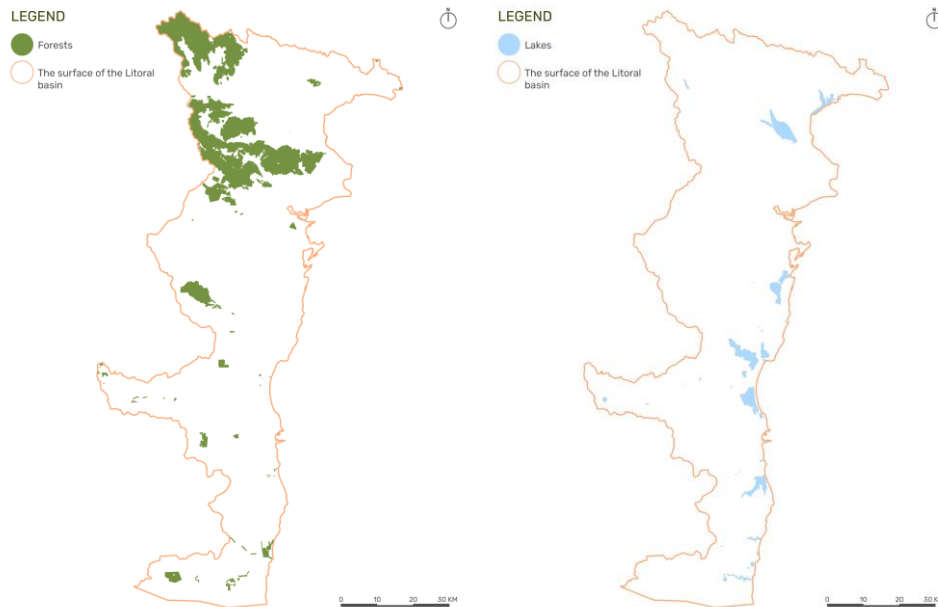 LEGEND
Forests
The surface of the Litoral
basin
N
0 10 20 30 KM
LEGEND
Lakes
The surface of the Litoral
basin
N
0 10 20 30 K